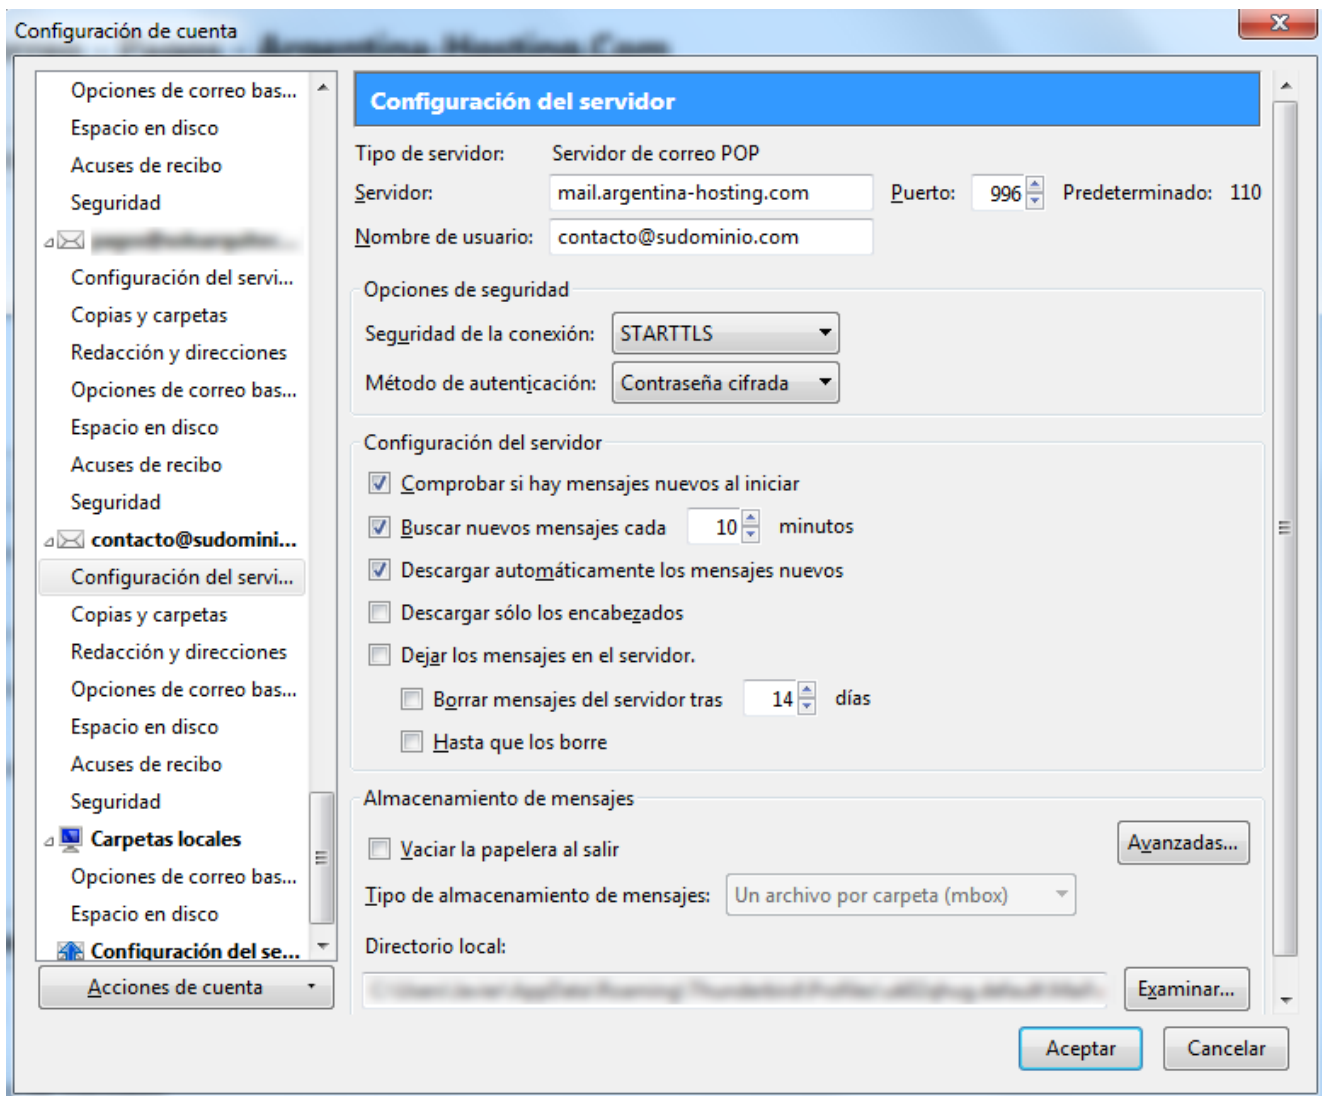 Configuración de cuenta
Argentina-Hosting.Com
Opciones de correo bas...
Espacio en disco
Acuses de recibo
Seguridad
Configuración del servi...
Copias y carpetas
Redacción y direcciones
Opciones de correo bas...
Espacio en disco
Acuses de recibo
Seguridad
contacto@sudomini...
Configuración del servi...
Copias y carpetas
Redacción y direcciones
Opciones de correo bas...
Espacio en disco
Acuses de recibo
Seguridad
Carpetas locales
Opciones de correo bas...
Espacio en disco
Configuración del se...
Acciones de cuenta
Configuración del servidor
Tipo de servidor: Servidor de correo POP
Servidor: mail.argentina-hosting.com Puerto: 996 Predeterminado: 110
Nombre de usuario: contacto@sudominio.com
Opciones de seguridad
Seguridad de la conexión: STARTTLS
Método de autenticación: Contraseña cifrada
Configuración del servidor
Comprobar si hay mensajes nuevos al iniciar
Buscar nuevos mensajes cada 10 minutos
Descargar automáticamente los mensajes nuevos
Descargar sólo los encabezados
Dejar los mensajes en el servidor.
Borrar mensajes del servidor tras 14 días
Hasta que los borre
Almacenamiento de mensajes
Vaciar la papelera al salir
Avanzadas...
Tipo de almacenamiento de mensajes: Un archivo por carpeta (mbox)
Directorio local:
Examinar...
Aceptar
Cancelar